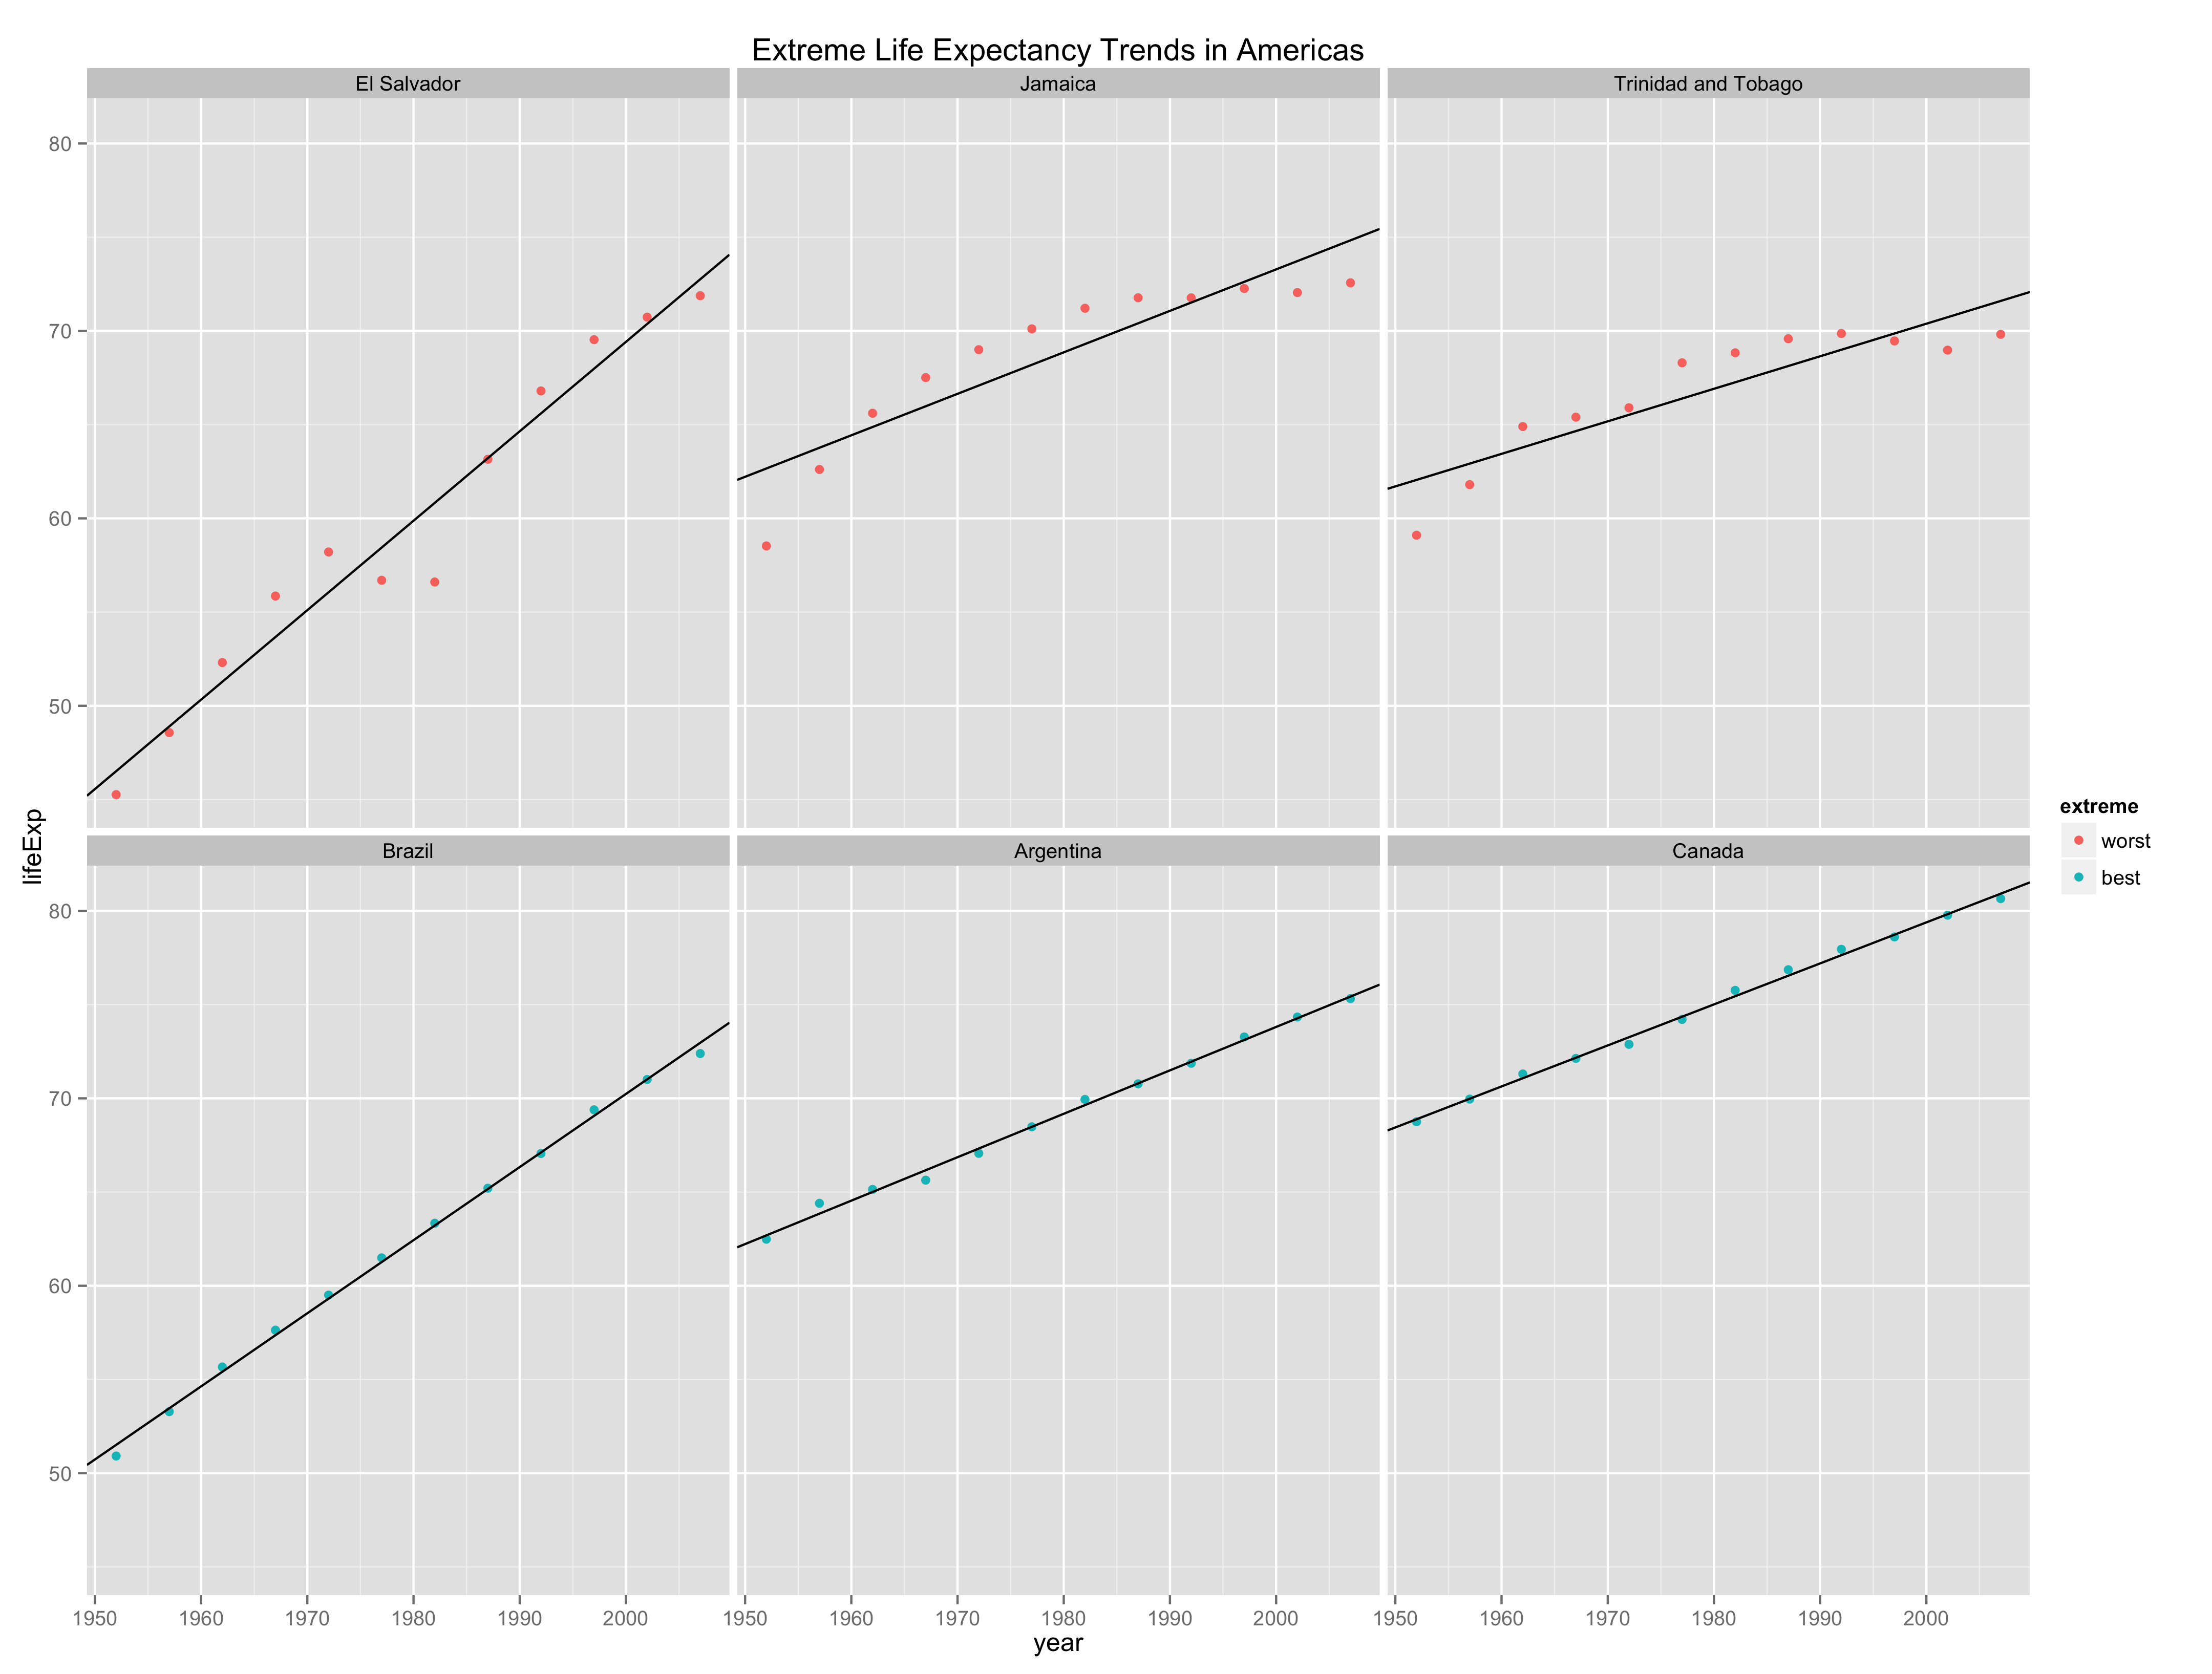 Extreme Life Expectancy Trends in Americas
El Salvador
Jamaica
Trinidad and Tobago
80
70
60
50
lifeExp
Brazil
Argentina
Canada
80
70
60
50
extreme
worst
best
1950 1960 1970 1980 1990 2000
1950 1960 1970 1980 1990 2000
1950 1960 1970 1980 1990 2000
year